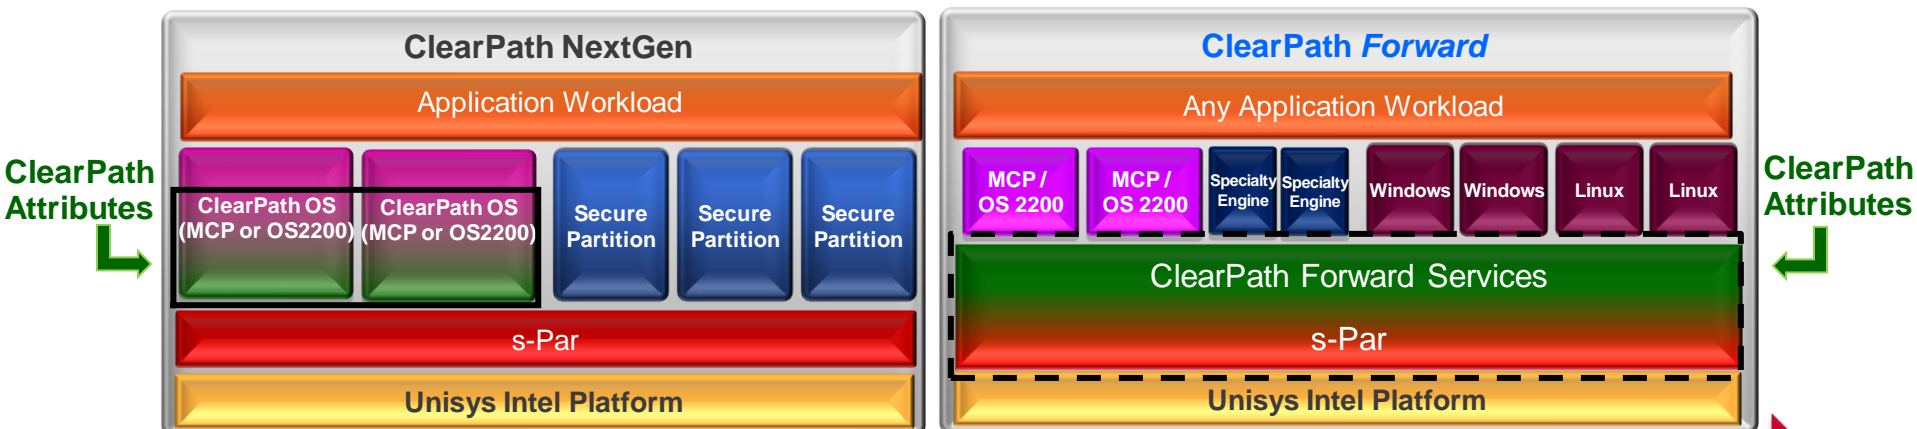 ClearPath NextGen
Application Workload
ClearPath
Attributes
ClearPath OS
(MCP or OS2200)
ClearPath OS
(MCP or OS2200)
Secure
Partition
Secure
Partition
Secure
Partition
s-Par
Unisys Intel Platform
ClearPath Forward
Any Application Workload
MCP /
OS 2200
MCP /
OS 2200
Specialty
Engine
Specialty
Engine
Windows
Windows
Linux
Linux
ClearPath Forward Services
s-Par
Unisys Intel Platform
ClearPath
Attributes